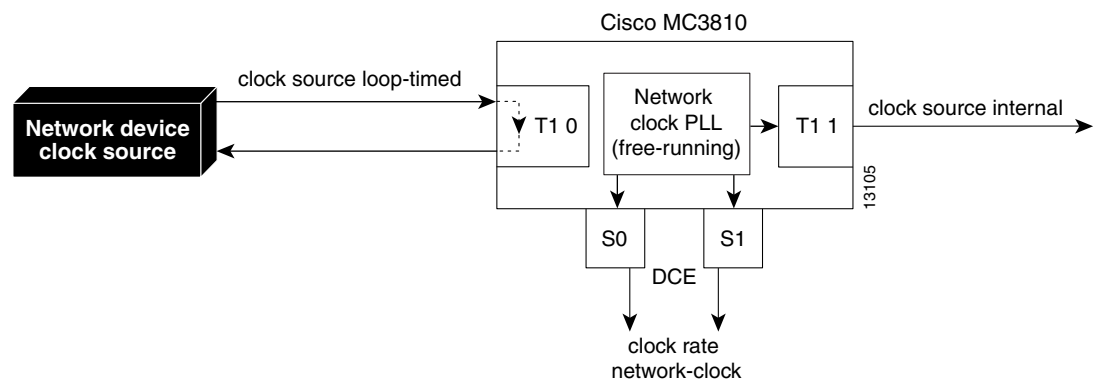 Cisco MC3810
clock source loop-timed
Network device
clock source
T1 0
Network
clock PLL
(free-running)
T1 1
clock source internal
13105
S0
S1
DCE
clock rate
network-clock